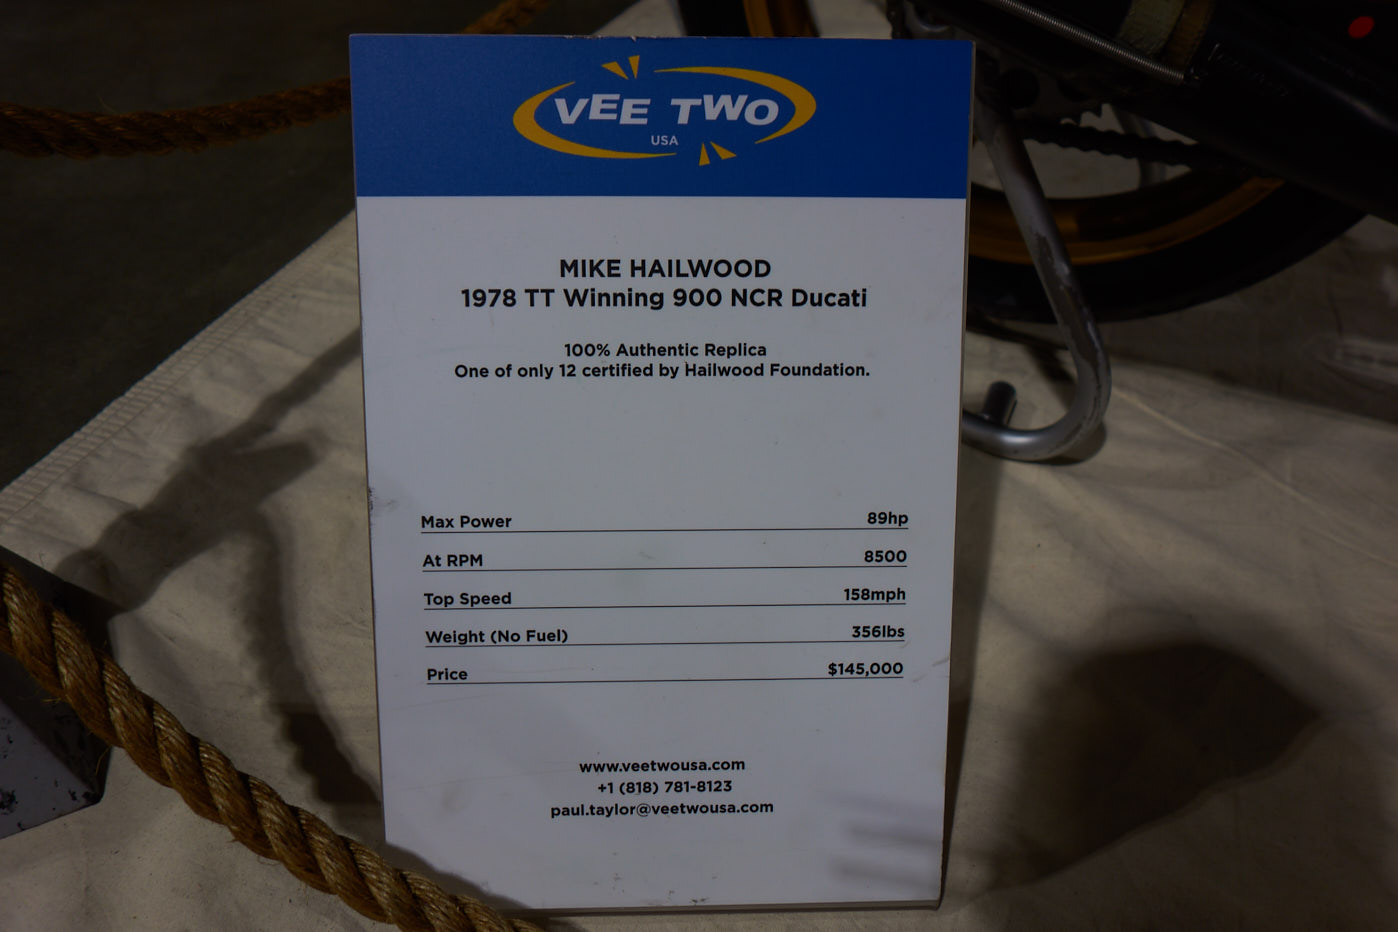 VEE TWO
USA
MIKE HAILWOOD
1978 TT Winning 900 NCR Ducati
100% Authentic Replica
One of only 12 certified by Hailwood Foundation.
Max Power 89hp
At RPM 8500
Top Speed 158mph
Weight (No Fuel) 356lbs
Price $145,000
www.veetwousa.com
+1 (818) 781-8123
paul.taylor@veetwousa.com